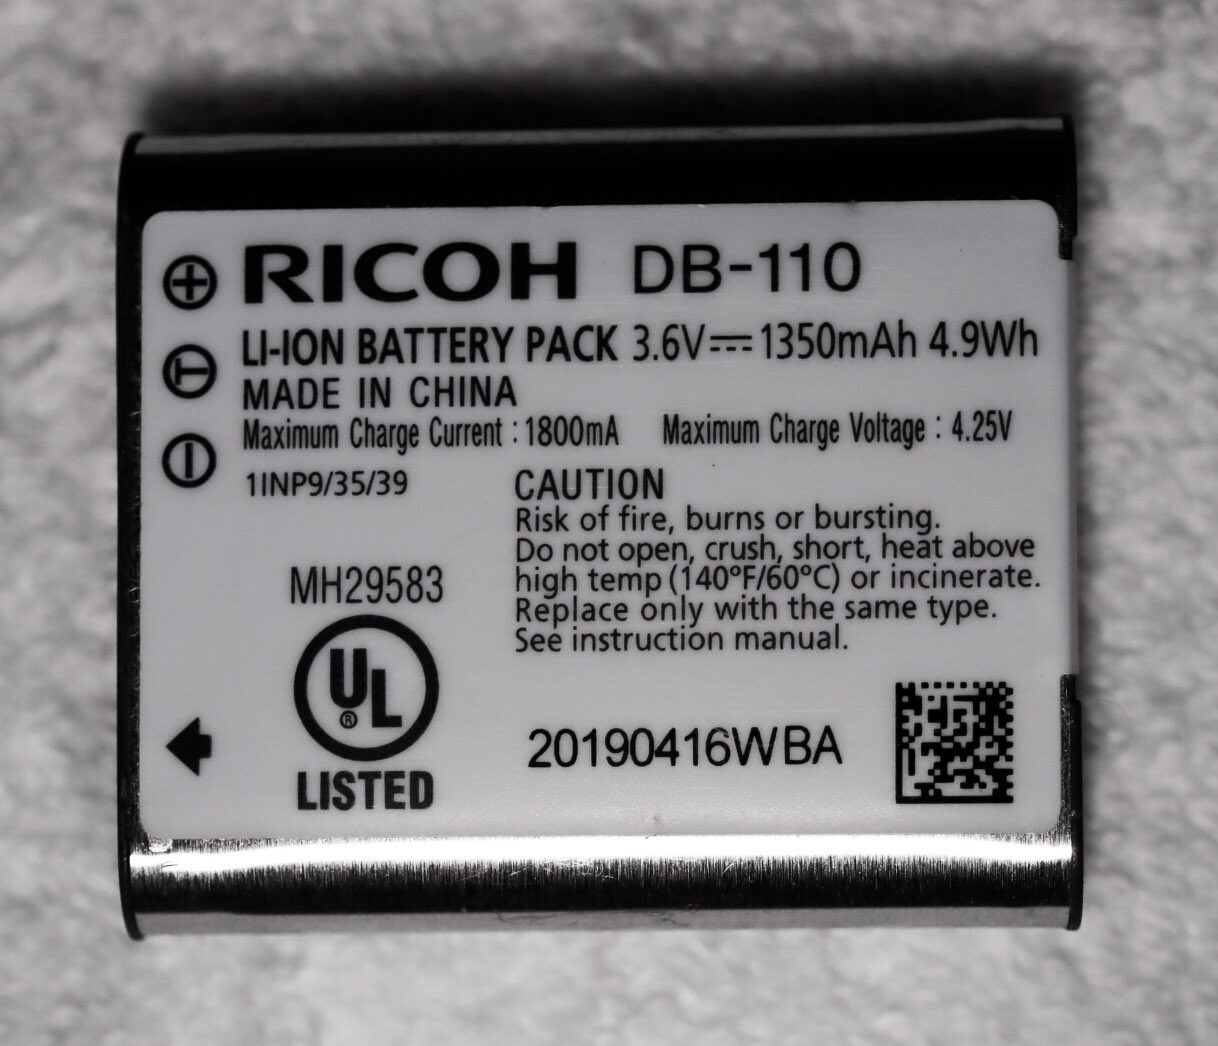 RICOH DB-110
LI-ION BATTERY PACK 3.6V⎓1350mAh 4.9Wh
MADE IN CHINA
Maximum Charge Current : 1800mA Maximum Charge Voltage : 4.25V
1INP9/35/39
CAUTION
Risk of fire, burns or bursting.
Do not open, crush, short, heat above
high temp (140°F/60°C) or incinerate.
Replace only with the same type.
See instruction manual.
MH29583
UL®
LISTED
20190416WBA